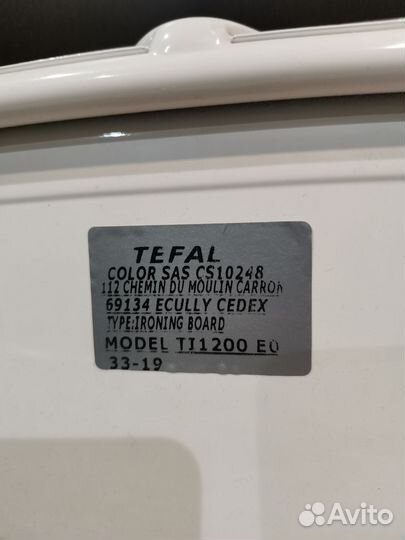 TEFAL
COLOR SAS CS10248
112 CHEMIN DU MOULIN CARRON
69134 ECULLY CEDEX
TYPE:IRONING BOARD
MODEL TI1200 E0
33-19
Avito